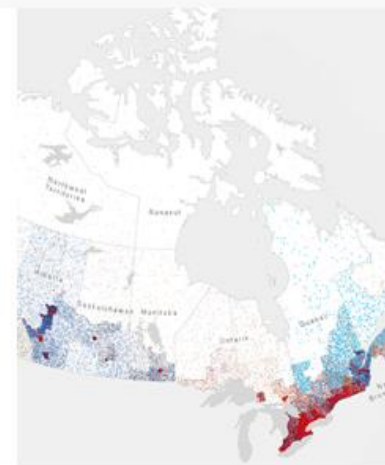 Northwest
Territories
Nunavut
Alberta
Saskatchewan
Manitoba
Ontario
Quebec